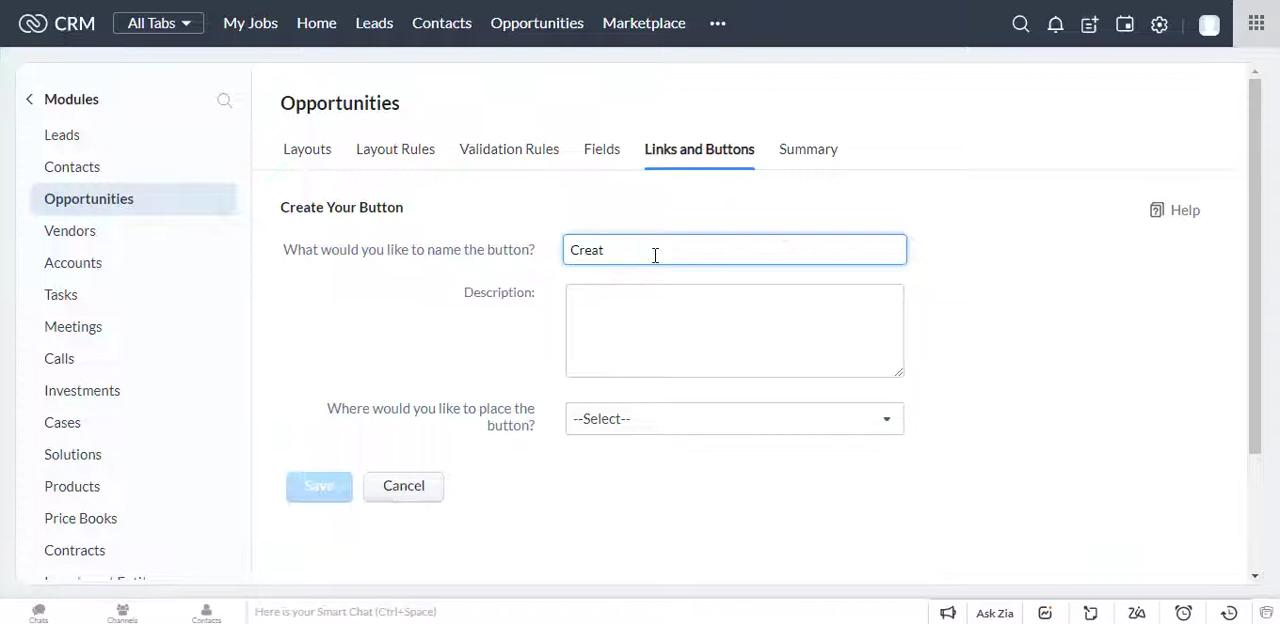 CRM All Tabs My Jobs Home Leads Contacts Opportunities Marketplace •••
Modules
Leads
Contacts
Opportunities
Vendors
Accounts
Tasks
Meetings
Calls
Investments
Cases
Solutions
Products
Price Books
Contracts
Opportunities
Layouts Layout Rules Validation Rules Fields Links and Buttons Summary
Create Your Button
Help
What would you like to name the button? Creat
Description:
Where would you like to place the
button?
--Select--
Save Cancel
Chats Channels Contacts Here is your Smart Chat (Ctrl+Space) Ask Zia